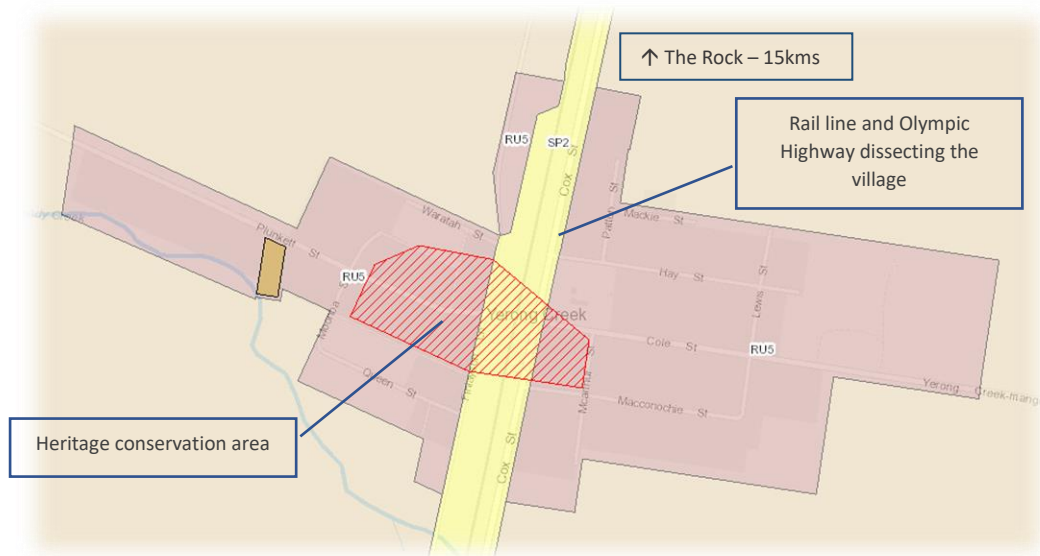 ↑ The Rock – 15kms
Rail line and Olympic
Highway dissecting the
village
RU5
SP2
Cox St
Patton St
Mackie St
Waratah St
Plunkett St
RU5
Hay St
Lewis St
Yerong Creek
Cole St
RU5
Yerong Creek-mang
Queen St
Macconochie St
Cox St
Heritage conservation area